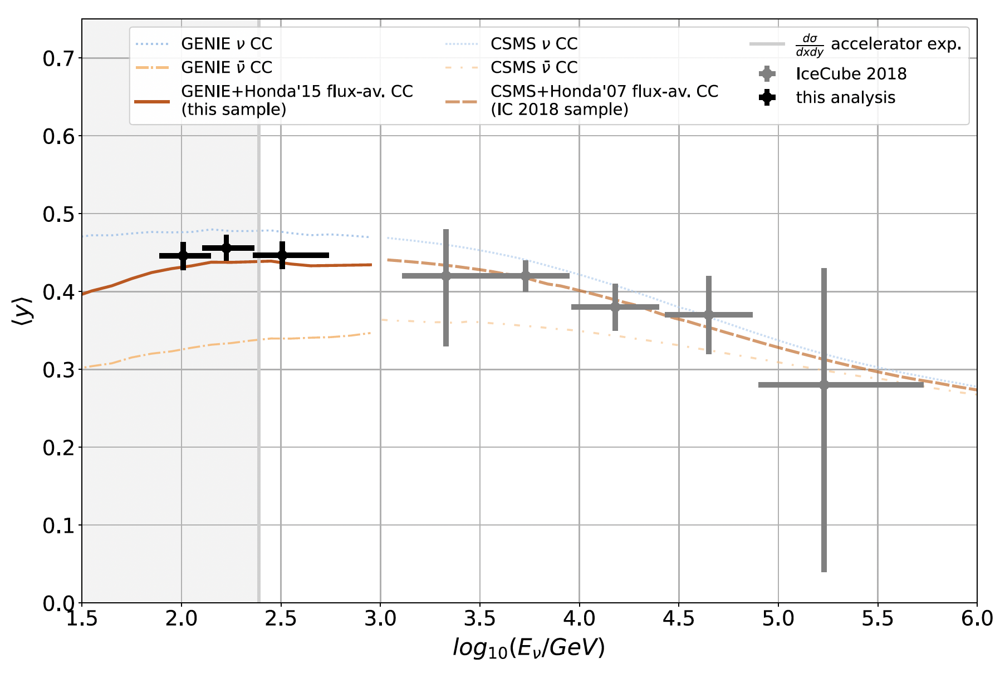 GENIE ν CC
GENIE ν̄ CC
GENIE+Honda'15 flux-av. CC
(this sample)
CSMS ν CC
CSMS ν̄ CC
CSMS+Honda'07 flux-av. CC
(IC 2018 sample)
dσ/dxdy accelerator exp.
IceCube 2018
this analysis
0.7
0.6
0.5
0.4
0.3
0.2
0.1
0.0
⟨y⟩
1.5 2.0 2.5 3.0 3.5 4.0 4.5 5.0 5.5 6.0
log₁₀(Eᵥ/GeV)